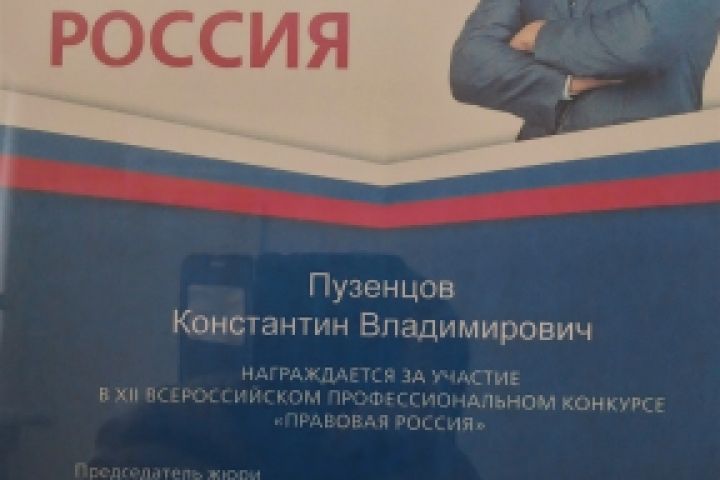 РОССИЯ
Пузенцов
Константин Владимирович
НАГРАЖДАЕТСЯ ЗА УЧАСТИЕ
В XII ВСЕРОССИЙСКОМ ПРОФЕССИОНАЛЬНОМ КОНКУРСЕ
«ПРАВОВАЯ РОССИЯ»
Председатель жюри